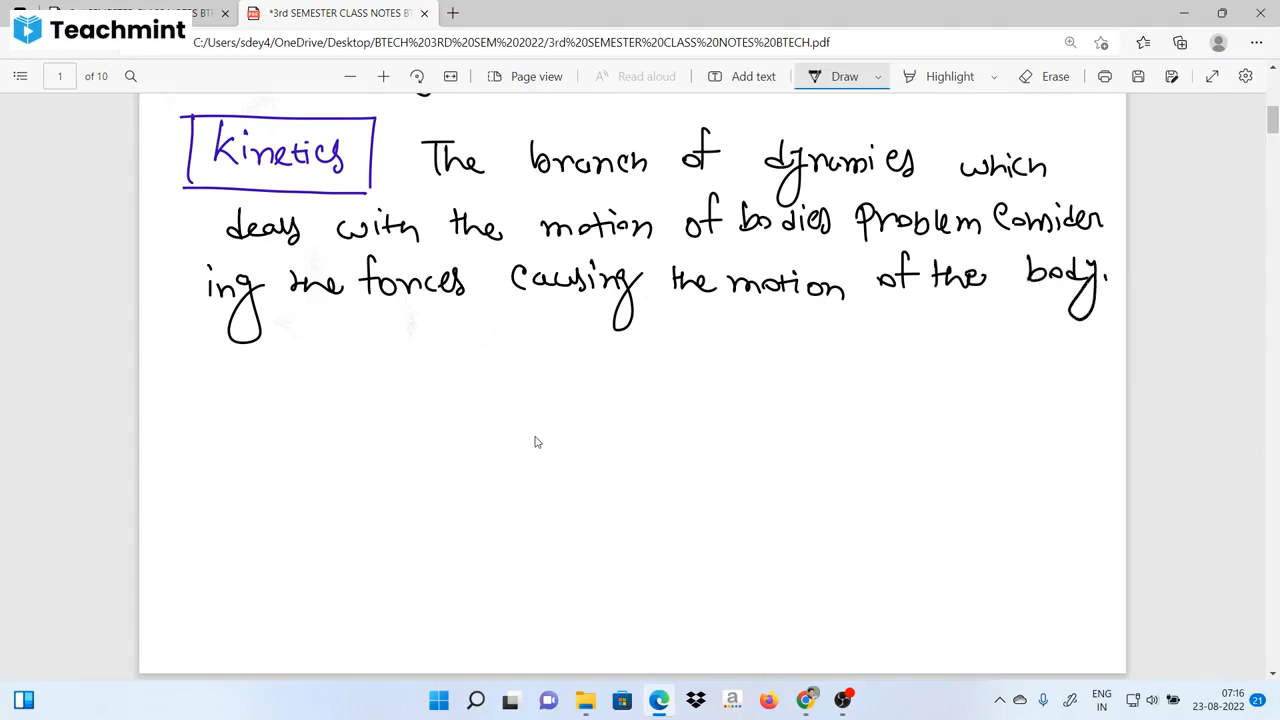 *3rd SEMESTER CLASS NOTES BT
Teachmint
C:/Users/sdey4/OneDrive/Desktop/BTECH%203RD%20SEM%202022/3rd%20SEMESTER%20CLASS%20NOTES%20BTECH.pdf
1 of 10 Page view Read aloud Add text Draw Highlight Erase
Kinetics The branch of dynamics which
deals with the motion of bodies problem consider
ing the forces causing the motion of the body.
ENG 07:16
IN 23-08-2022 21